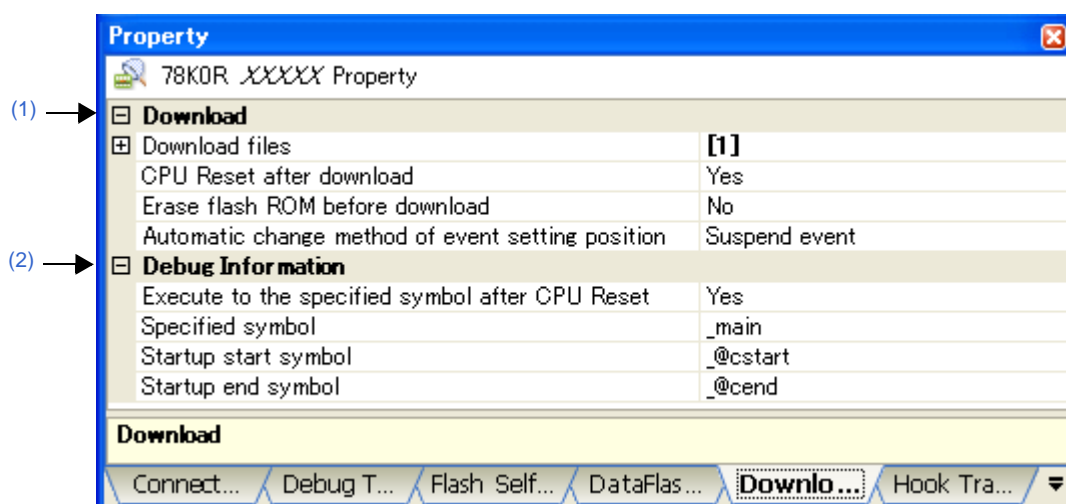 Property
78K0R XXXXX Property
(1)
Download
Download files [1]
CPU Reset after download Yes
Erase flash ROM before download No
Automatic change method of event setting position Suspend event
(2)
Debug Information
Execute to the specified symbol after CPU Reset Yes
Specified symbol _main
Startup start symbol _@cstart
Startup end symbol _@cend
Download
Connect... Debug T... Flash Self... DataFlas... Downlo... Hook Tra...